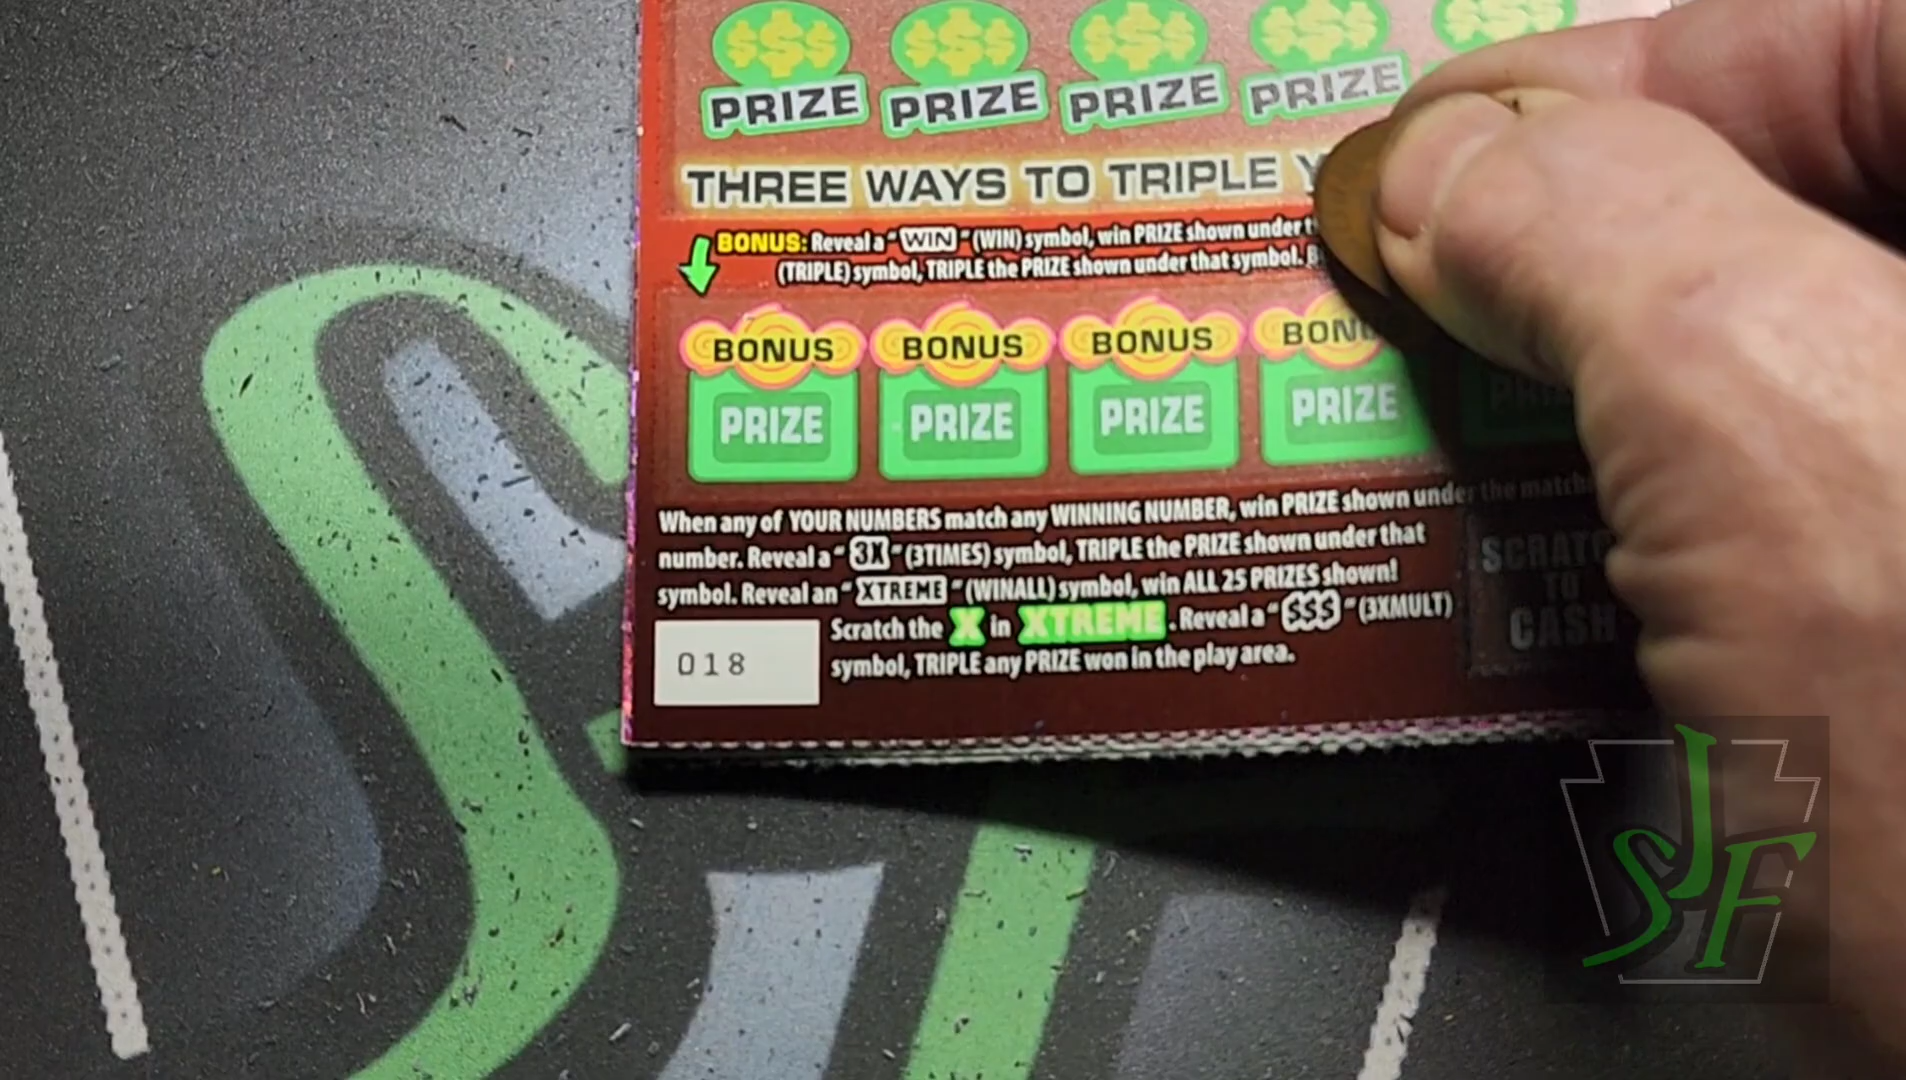 $$$ $$$ $$$ $$$ $$$
PRIZE PRIZE PRIZE PRIZE
THREE WAYS TO TRIPLE
BONUS: Reveal a "WIN" (WIN) symbol, win PRIZE shown under
(TRIPLE) symbol, TRIPLE the PRIZE shown under that symbol.
BONUS BONUS BONUS
PRIZE PRIZE PRIZE PRIZE
When any of YOUR NUMBERS match any WINNING NUMBER, win PRIZE shown under the
number. Reveal a "3X" (3TIMES) symbol, TRIPLE the PRIZE shown under that
symbol. Reveal an "XTREME" (WINALL) symbol, win ALL 25 PRIZES shown!
Scratch the X in XTREME. Reveal a "$$$" (3XMULT)
symbol, TRIPLE any PRIZE won in the play area.
018
TO
CASH
SJF